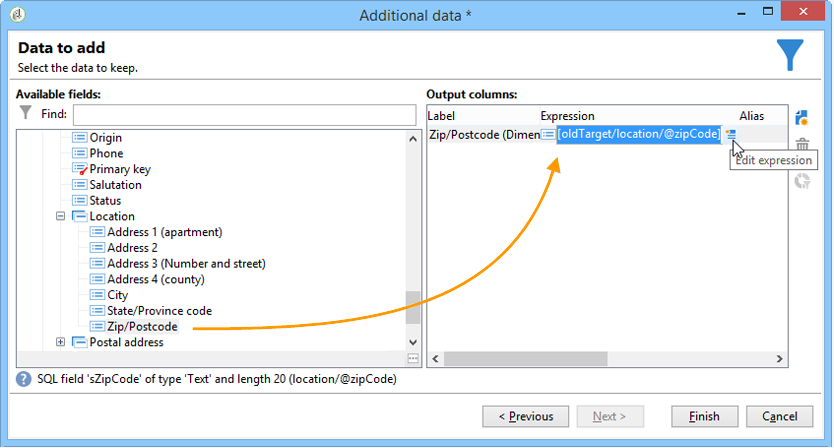 Additional data *
Data to add
Select the data to keep.
Available fields:
Find:
Origin
Phone
Primary key
Salutation
Status
Location
Address 1 (apartment)
Address 2
Address 3 (Number and street)
Address 4 (county)
City
State/Province code
Zip/Postcode
Postal address
Output columns:
Label Expression Alias
Zip/Postcode (Dimen [oldTarget/location/@zipCode]
Edit expression
SQL field 'sZipCode' of type 'Text' and length 20 (location/@zipCode)
< Previous Next > Finish Cancel